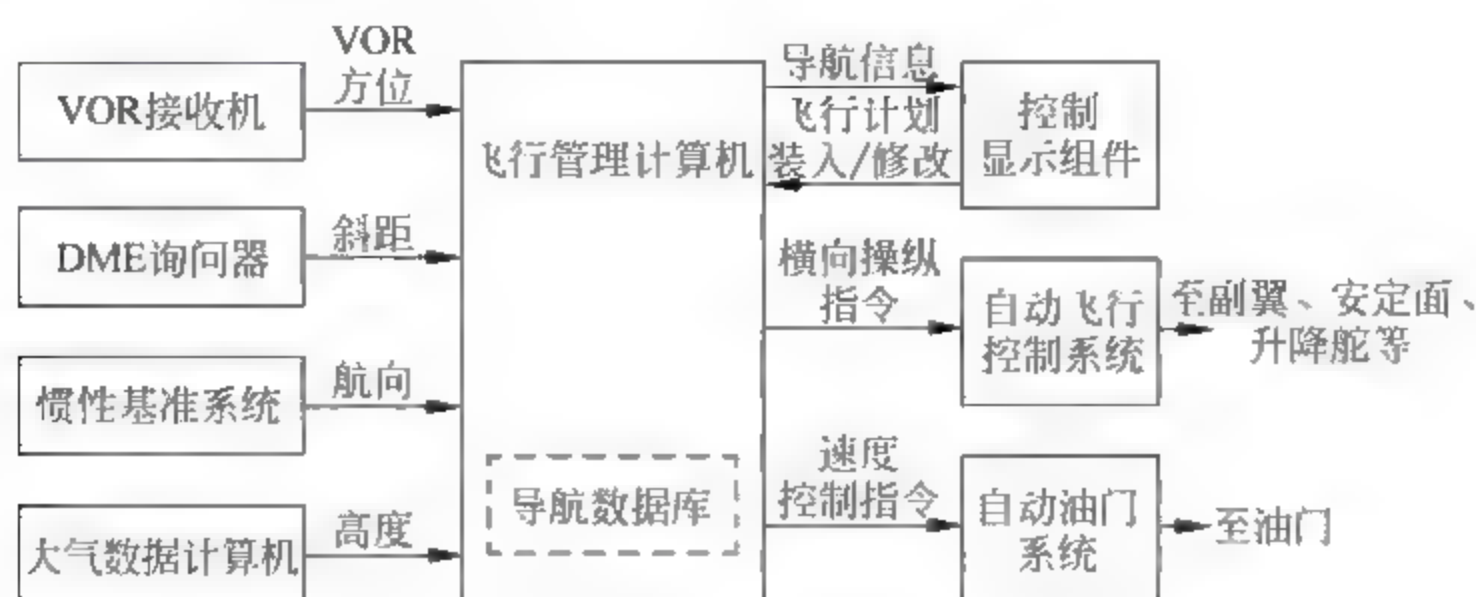 VOR接收机
VOR
方位
DME询问器
斜距
惯性基准系统
航向
大气数据计算机
高度
飞行管理计算机
导航数据库
导航信息
飞行计划
装入/修改
控制
显示组件
横向操纵
指令
自动飞行
控制系统
至副翼、安定面、
升降舵等
速度
控制指令
自动油门
系统
至油门